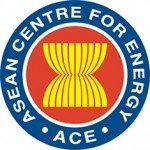 ASEAN CENTRE FOR ENERGY
• ACE •